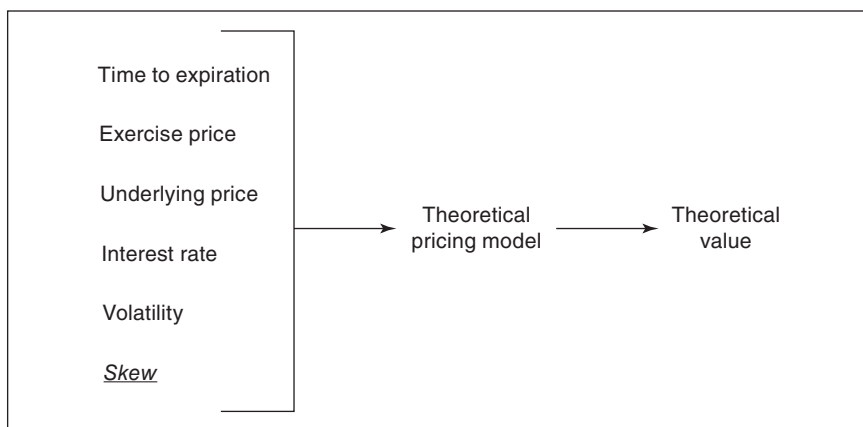 Time to expiration
Exercise price
Underlying price
Interest rate
Volatility
Skew
Theoretical
pricing model
Theoretical
value